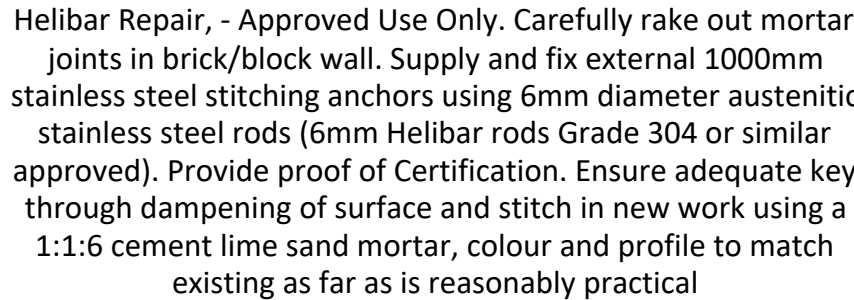 Helibar Repair, - Approved Use Only. Carefully rake out mortar
joints in brick/block wall. Supply and fix external 1000mm
stainless steel stitching anchors using 6mm diameter austenitic
stainless steel rods (6mm Helibar rods Grade 304 or similar
approved). Provide proof of Certification. Ensure adequate key
through dampening of surface and stitch in new work using a
1:1:6 cement lime sand mortar, colour and profile to match
existing as far as is reasonably practical